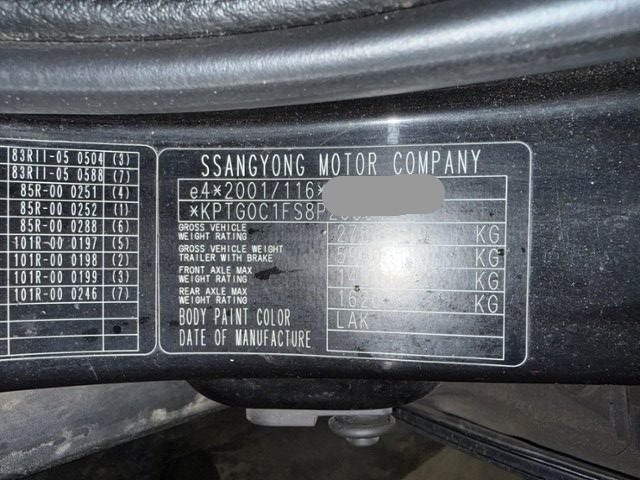 83RII-05 0504 (3)
83RII-05 0588 (7)
85R-00 0251 (4)
85R-00 0252 (1)
85R-00 0288 (6)
101R-00 0197 (5)
101R-00 0198 (2)
101R-00 0199 (3)
101R-00 0246 (7)
SSANGYONG MOTOR COMPANY
e4*2001/116*
*KPTG0C1FS8P
GROSS VEHICLE
WEIGHT RATING
KG
GROSS VEHICLE WEIGHT
TRAILER WITH BRAKE
KG
FRONT AXLE MAX
WEIGHT RATING
KG
REAR AXLE MAX
WEIGHT RATING
KG
BODY PAINT COLOR
LAK
DATE OF MANUFACTURE